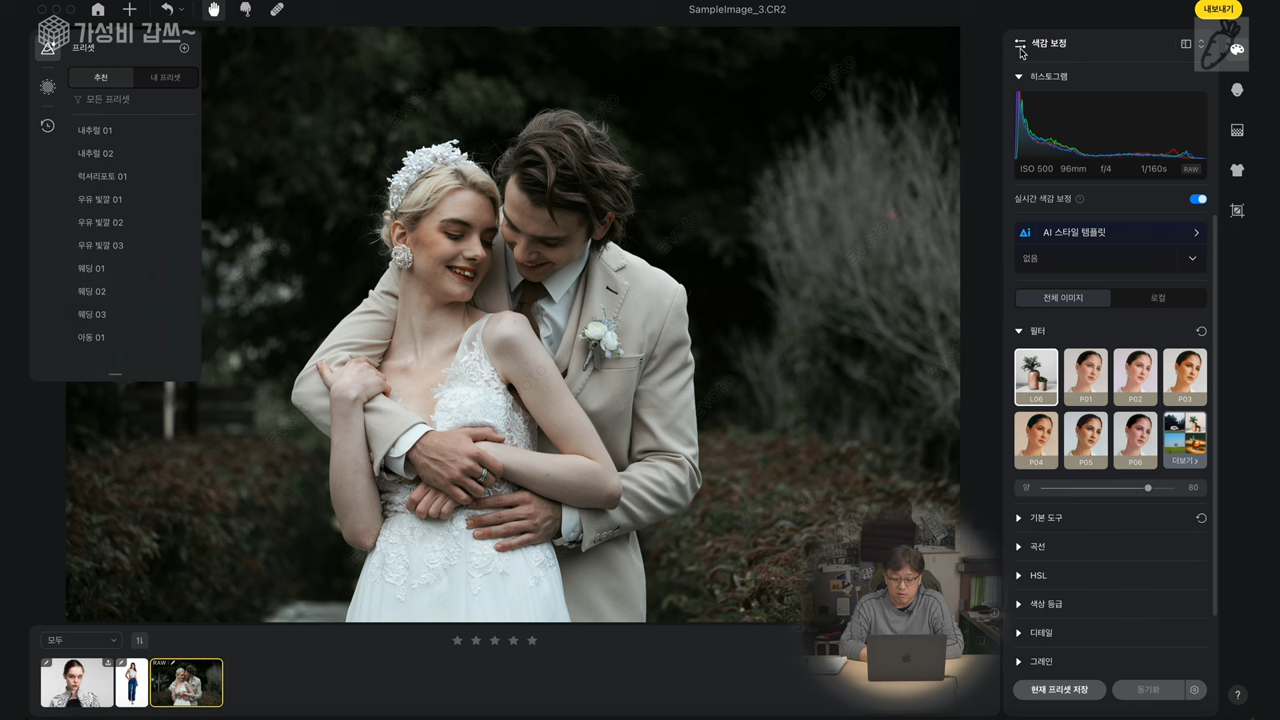 SampleImage_3.CR2
내보내기
가성비 갑쓰~
프리셋
추천
내 프리셋
모든 프리셋
내추럴 01
내추럴 02
럭셔리포토 01
우유 빛깔 01
우유 빛깔 02
우유 빛깔 03
웨딩 01
웨딩 02
웨딩 03
아동 01
색감 보정
히스토그램
ISO 500 96mm f/4 1/160s RAW
실시간 색감 보정 ?
Ai AI 스타일 템플릿
없음
전체 이미지
로컬
필터
L06 P01 P02 P03
P04 P05 P06 더보기 >
양 80
기본 도구
곡선
HSL
색상 등급
디테일
그레인
현재 프리셋 저장
동기화
?
모두
RAW